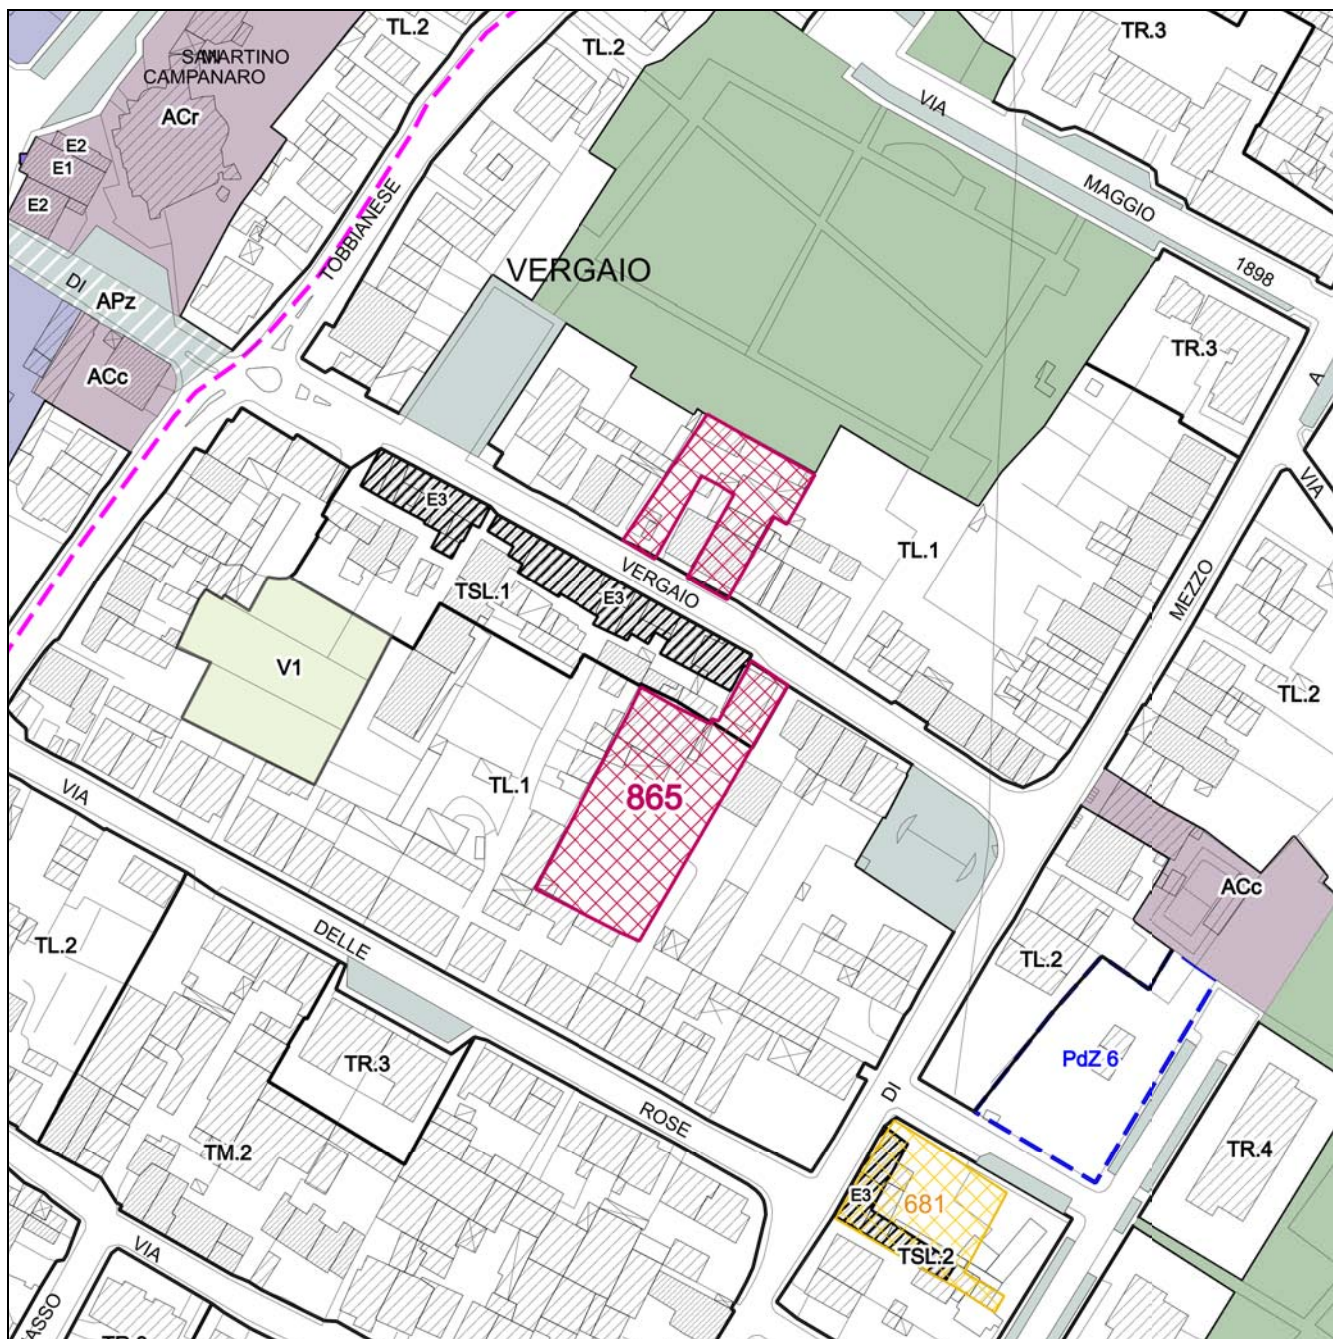 TL.2
TL.2
TR.3
SAN MARTINO
CAMPANARO
ACr
VIA
E2
E1
E2
MAGGIO
TOBBIANESE
1898
VERGAIO
DI
APz
TR.3
ACc
A
VIA
E3
TL.1
VERGAIO
TSL.1
E3
MEZZO
V1
TL.2
TL.1
865
VIA
ACc
DELLE
TL.2
TL.2
PdZ 6
TR.3
DI
ROSE
TR.4
TM.2
E3
681
TSL.2
VIA
ASSO